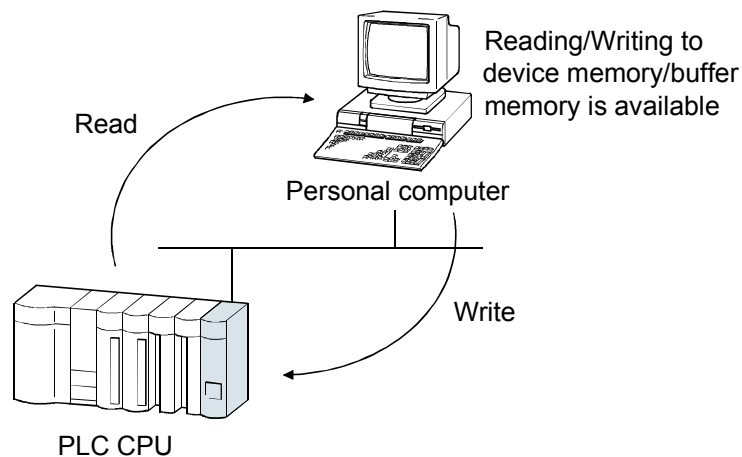 Reading/Writing to
device memory/buffer
memory is available
Read
Personal computer
Write
PLC CPU